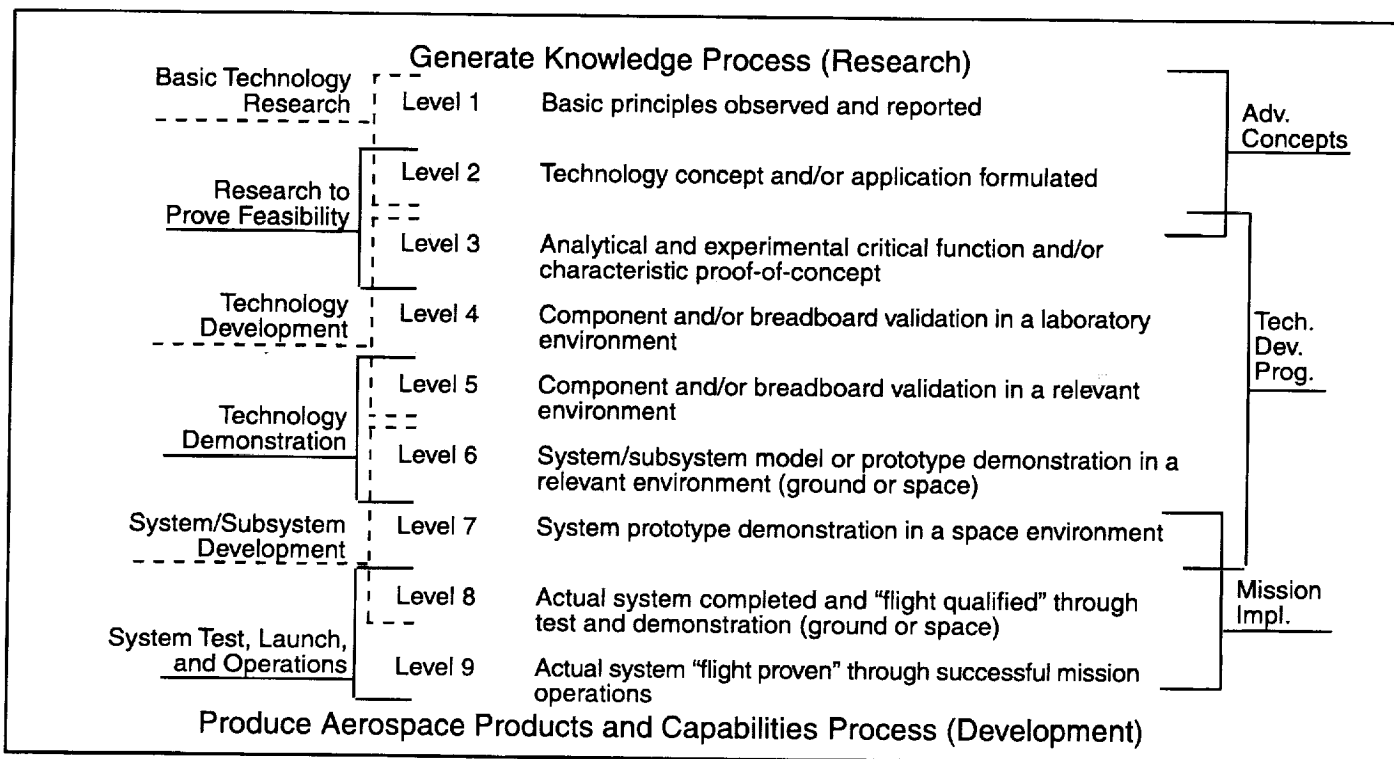 Generate Knowledge Process (Research)
Basic Technology
Research
Level 1
Basic principles observed and reported
Adv.
Concepts
Level 2
Technology concept and/or application formulated
Research to
Prove Feasibility
Level 3
Analytical and experimental critical function and/or
characteristic proof-of-concept
Technology
Development
Level 4
Component and/or breadboard validation in a laboratory
environment
Tech.
Dev.
Prog.
Level 5
Component and/or breadboard validation in a relevant
environment
Technology
Demonstration
Level 6
System/subsystem model or prototype demonstration in a
relevant environment (ground or space)
System/Subsystem
Development
Level 7
System prototype demonstration in a space environment
Level 8
Actual system completed and “flight qualified” through
test and demonstration (ground or space)
Mission
Impl.
System Test, Launch,
and Operations
Level 9
Actual system “flight proven” through successful mission
operations
Produce Aerospace Products and Capabilities Process (Development)